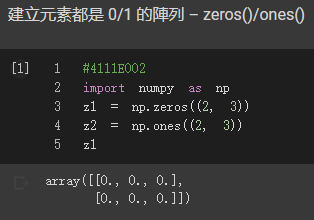 建立元素都是 0/1 的陣列 – zeros()/ones()
[1] 1 #4111E002
2 import numpy as np
3 z1 = np.zeros((2, 3))
4 z2 = np.ones((2, 3))
5 z1
array([[0., 0., 0.],
[0., 0., 0.]])